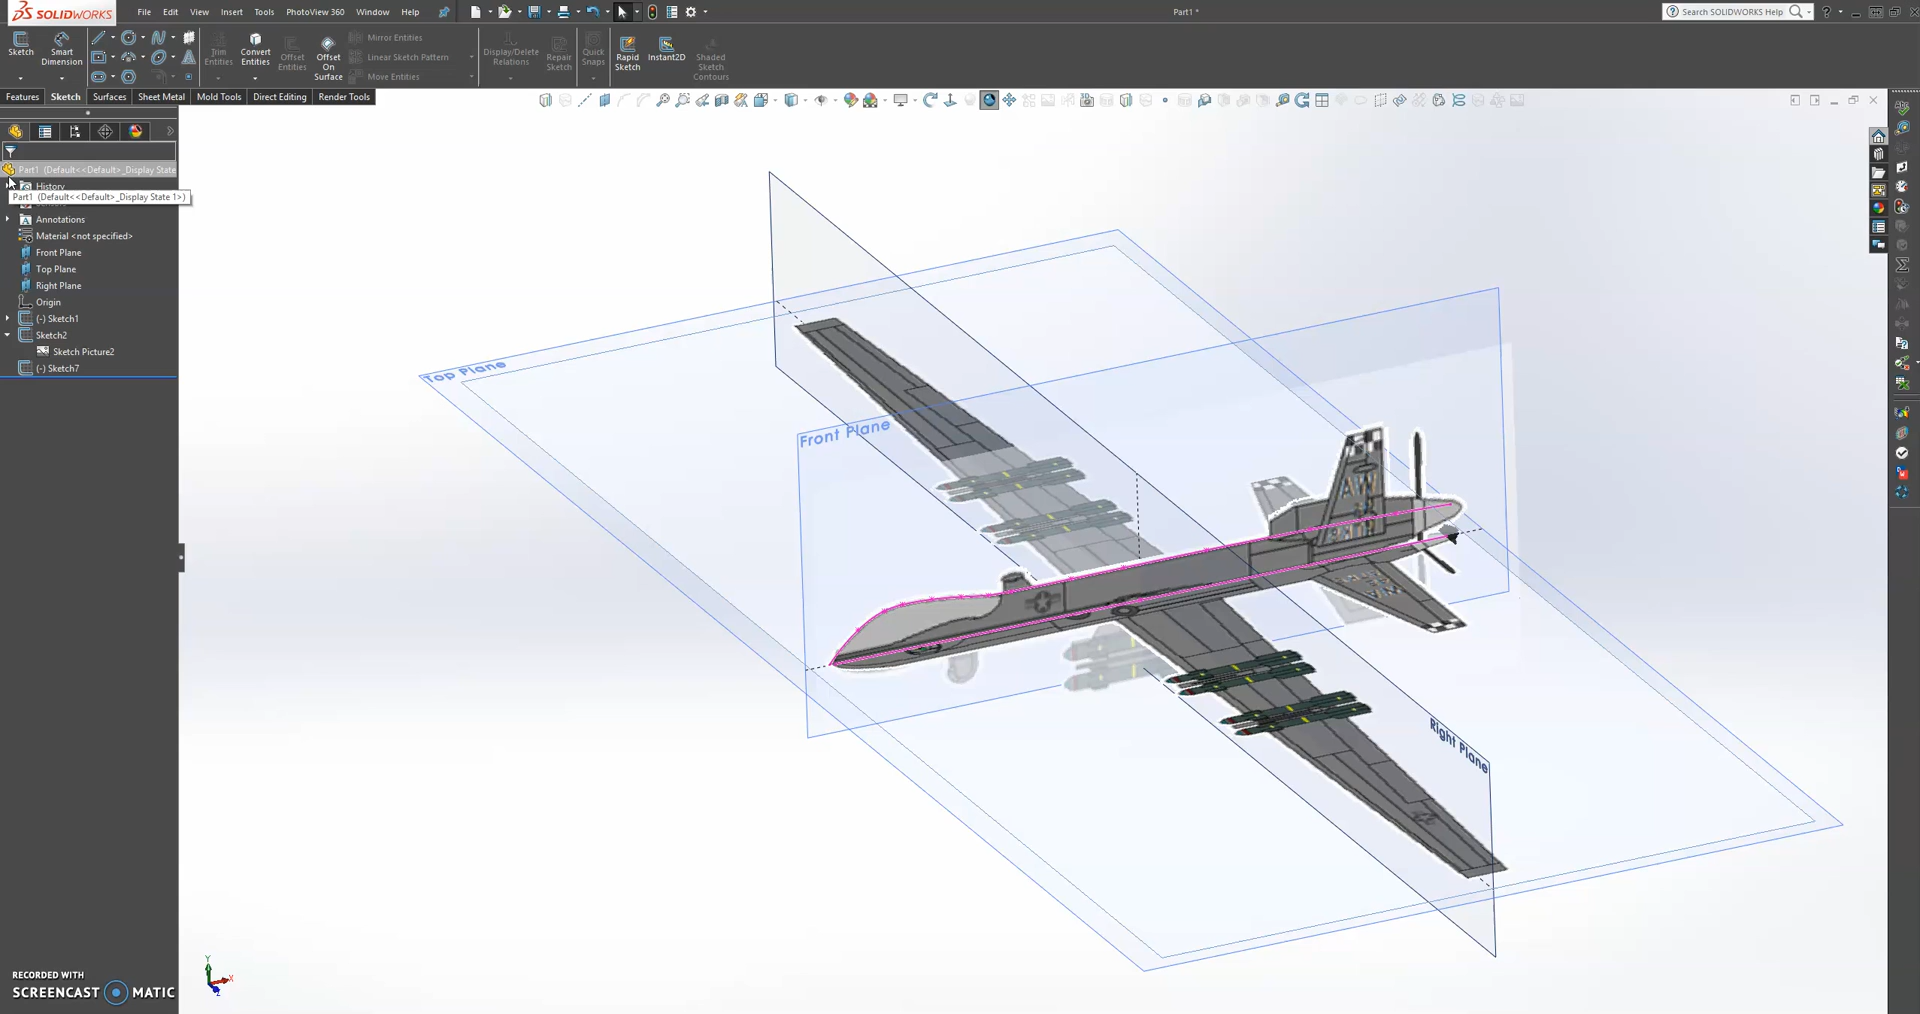 SOLIDWORKS
File Edit View Insert Tools PhotoView 360 Window Help
Part1 *
Search SOLIDWORKS Help
Sketch
Smart Dimension
Trim Entities
Convert Entities
Offset Entities
Offset On Surface
Mirror Entities
Linear Sketch Pattern
Move Entities
Display/Delete Relations
Repair Sketch
Quick Snaps
Rapid Sketch
Instant2D
Shaded Sketch Contours
Features Sketch Surfaces Sheet Metal Mold Tools Direct Editing Render Tools
Part1 (Default<<Default>_Display State
History
Part1 (Default<<Default>_Display State 1>)
Annotations
Material <not specified>
Front Plane
Top Plane
Right Plane
Origin
(-) Sketch1
Sketch2
Sketch Picture2
(-) Sketch7
Top Plane
Front Plane
AW
Right Plane
Y
X
Z
RECORDED WITH
SCREENCAST MATIC